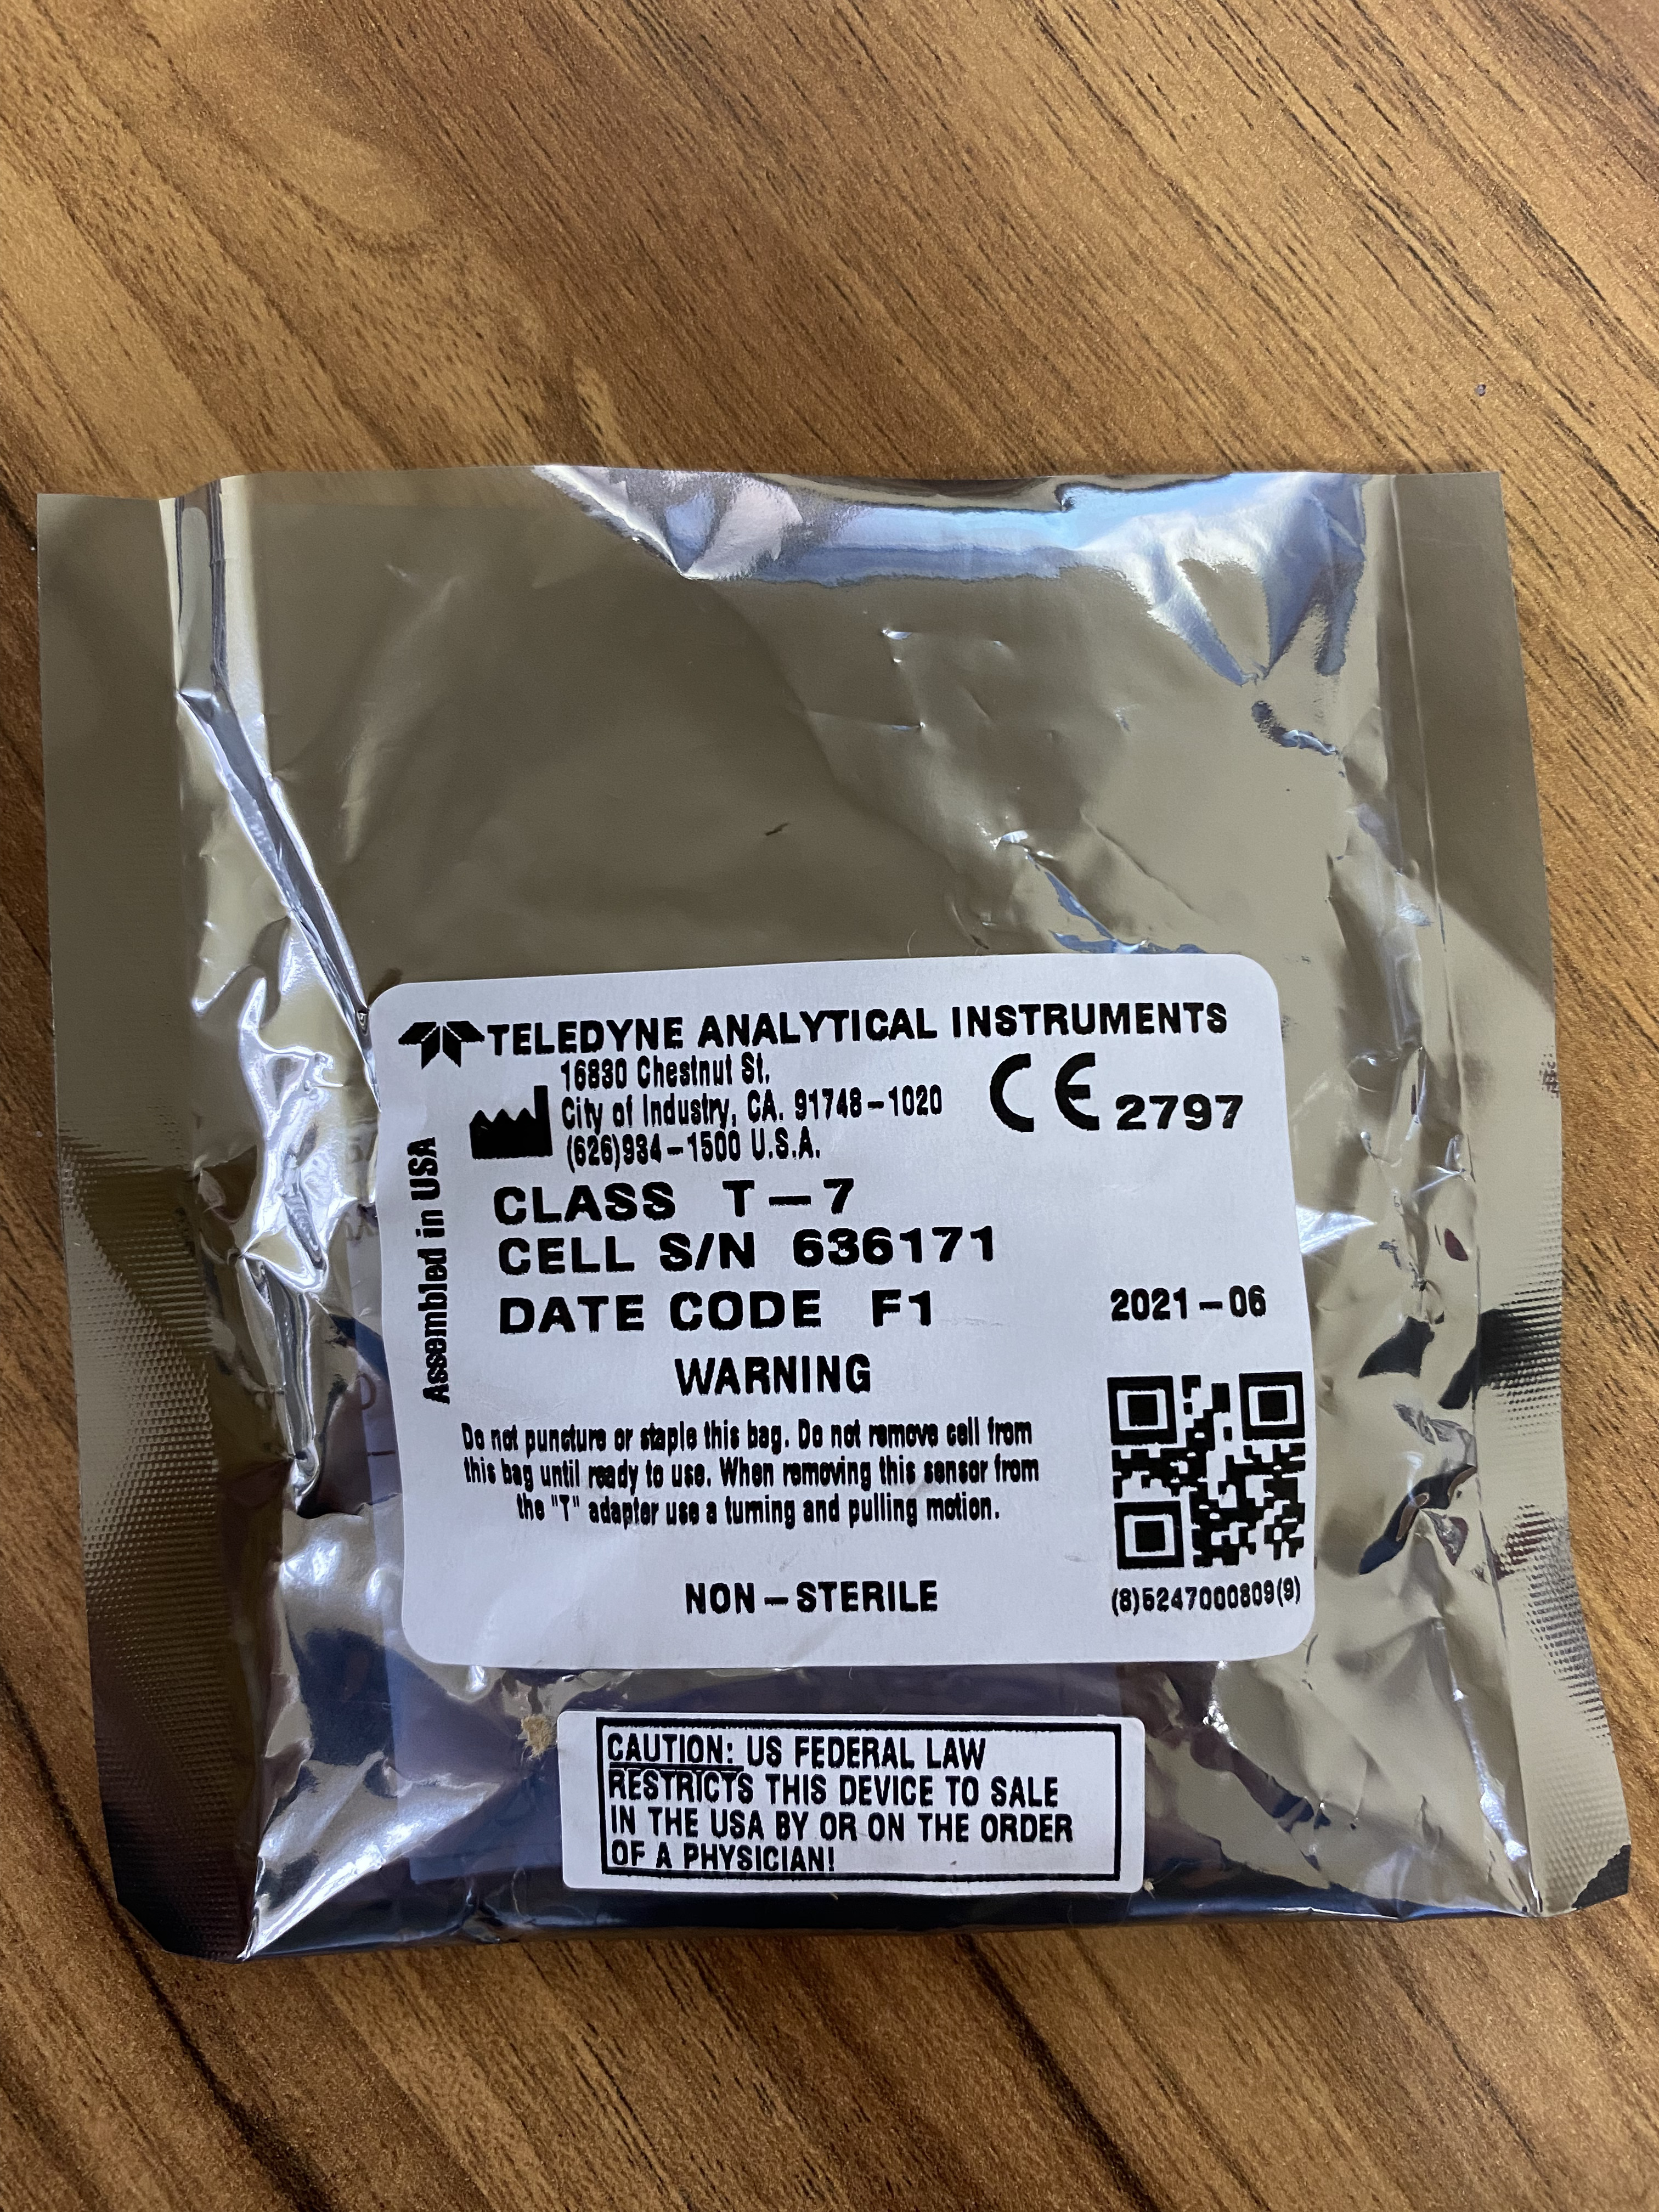 TELEDYNE ANALYTICAL INSTRUMENTS
16830 Chestnut St.
City of Industry, CA. 91748-1020
(626)934-1500 U.S.A.
CE 2797
Assembled in USA
CLASS T-7
CELL S/N 636171
DATE CODE F1
2021-06
WARNING
Do not puncture or staple this bag. Do not remove cell from
this bag until ready to use. When removing this sensor from
the "T" adapter use a turning and pulling motion.
NON-STERILE
(8)5247000809(9)
CAUTION: US FEDERAL LAW
RESTRICTS THIS DEVICE TO SALE
IN THE USA BY OR ON THE ORDER
OF A PHYSICIAN!